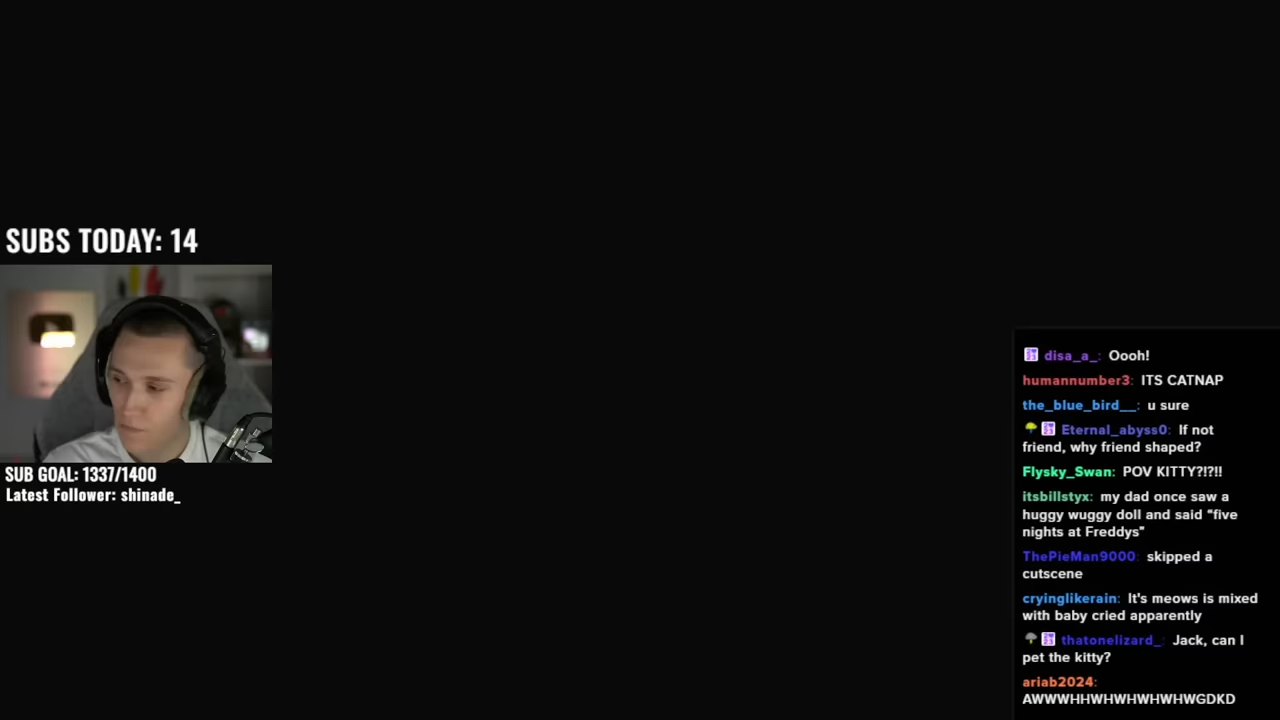 SUBS TODAY: 14
SUB GOAL: 1337/1400
Latest Follower: shinade_
disa_a_: Oooh!
humannumber3: ITS CATNAP
the_blue_bird__: u sure
Eternal_abyss0: If not
friend, why friend shaped?
Flysky_Swan: POV KITTY?!?!!
itsbillstyx: my dad once saw a
huggy wuggy doll and said “five
nights at Freddys”
ThePieMan9000: skipped a
cutscene
cryinglikerain: It's meows is mixed
with baby cried apparently
thatonelizard_: Jack, can I
pet the kitty?
ariab2024:
AWWWHHWHWHWHWHWGDKD